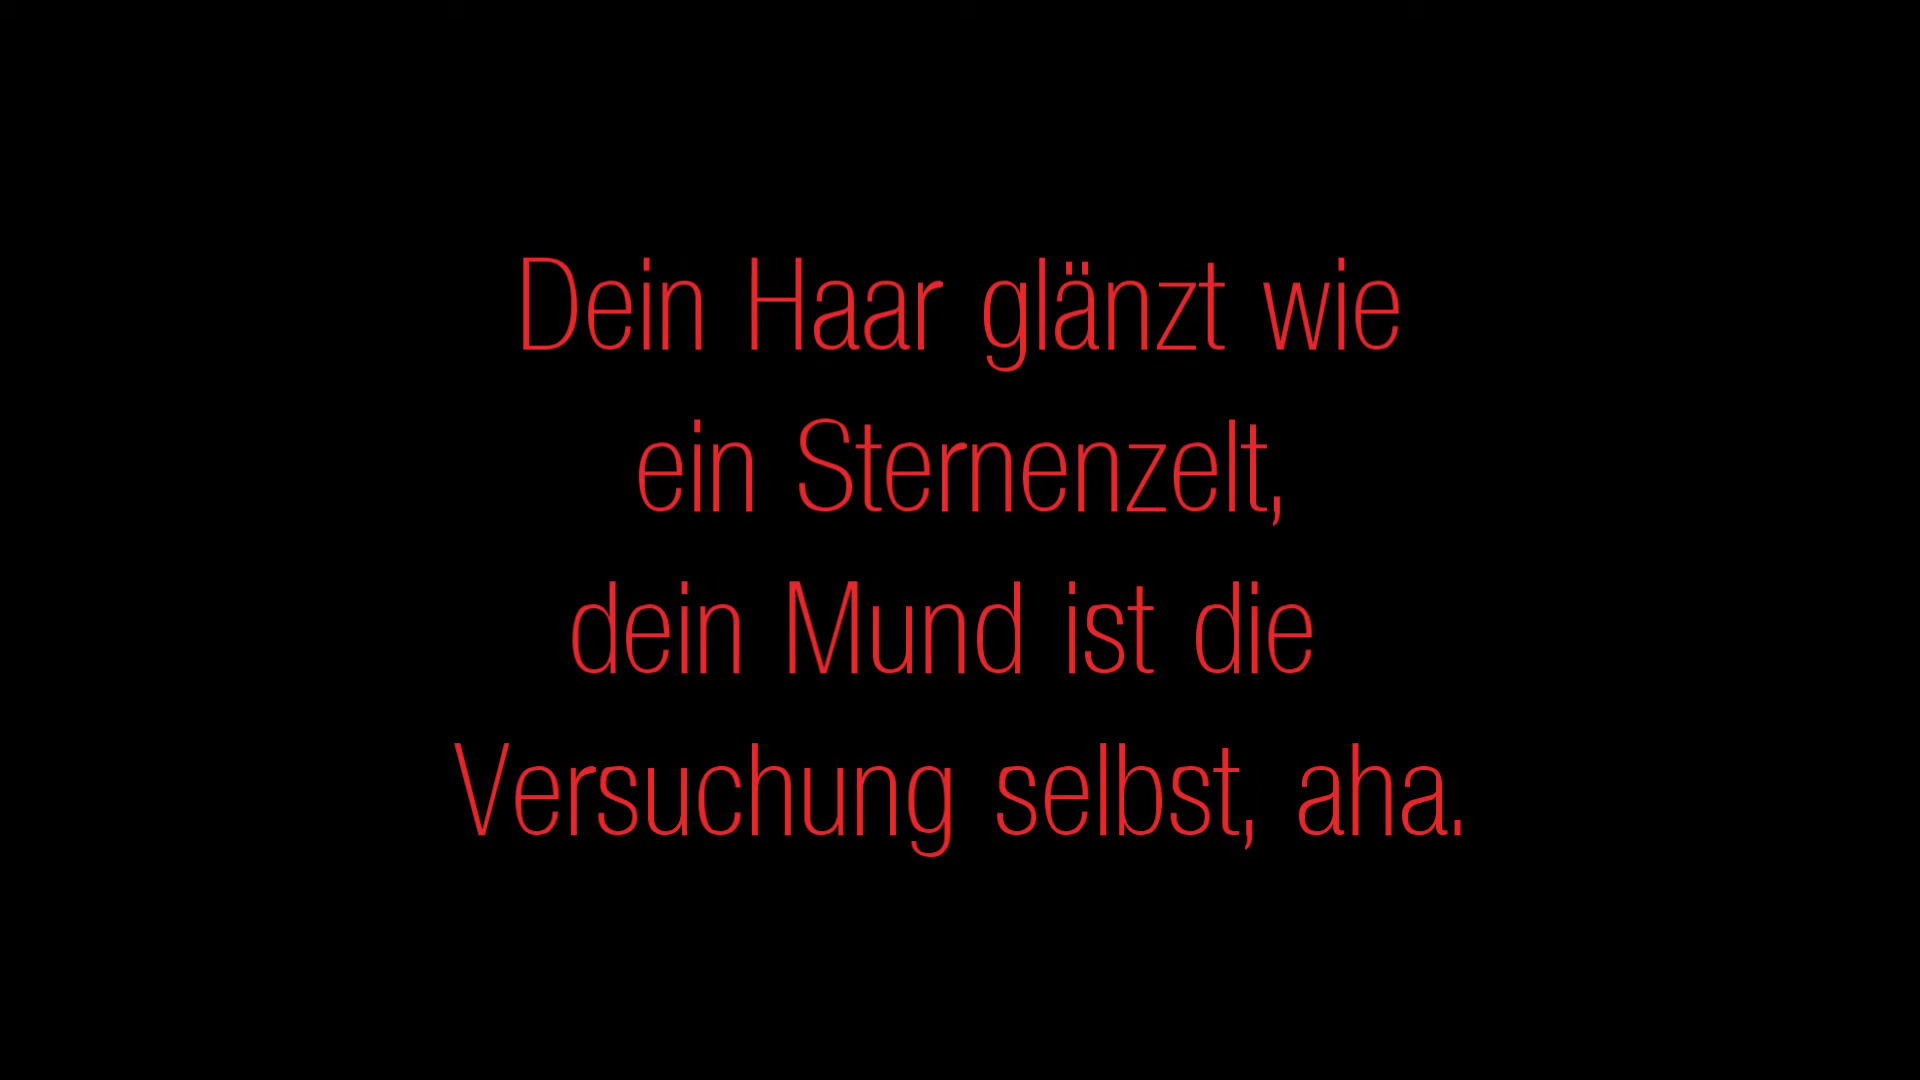 Dein Haar glänzt wie
ein Sternenzelt,
dein Mund ist die
Versuchung selbst, aha.